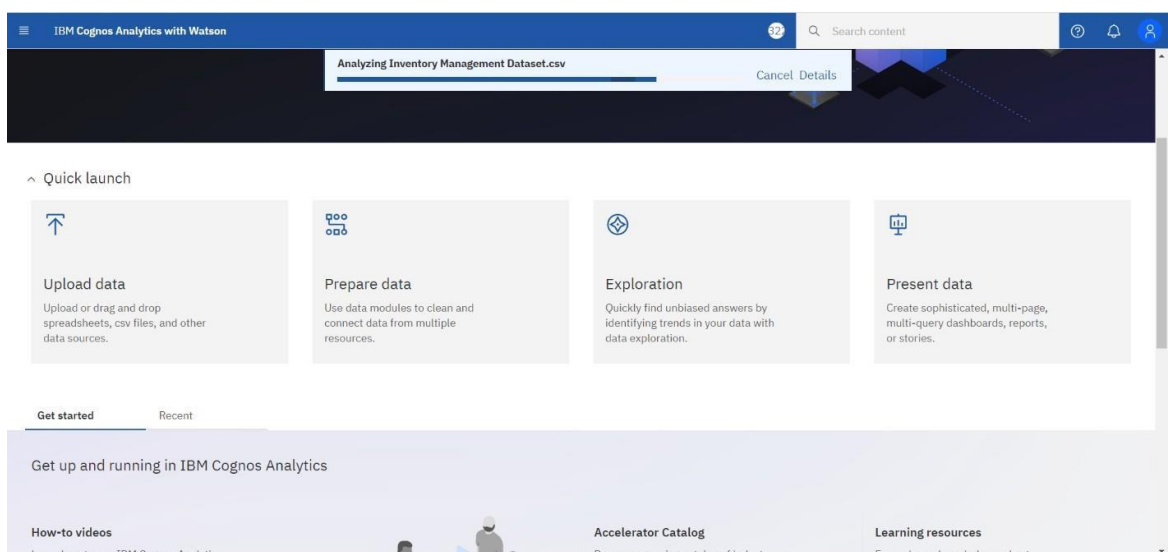 IBM Cognos Analytics with Watson
Search content
Analyzing Inventory Management Dataset.csv
Cancel Details
Quick launch
Upload data
Upload or drag and drop
spreadsheets, csv files, and other
data sources.
Prepare data
Use data modules to clean and
connect data from multiple
resources.
Exploration
Quickly find unbiased answers by
identifying trends in your data with
data exploration.
Present data
Create sophisticated, multi-page,
multi-query dashboards, reports,
or stories.
Get started
Recent
Get up and running in IBM Cognos Analytics
How-to videos
Accelerator Catalog
Learning resources